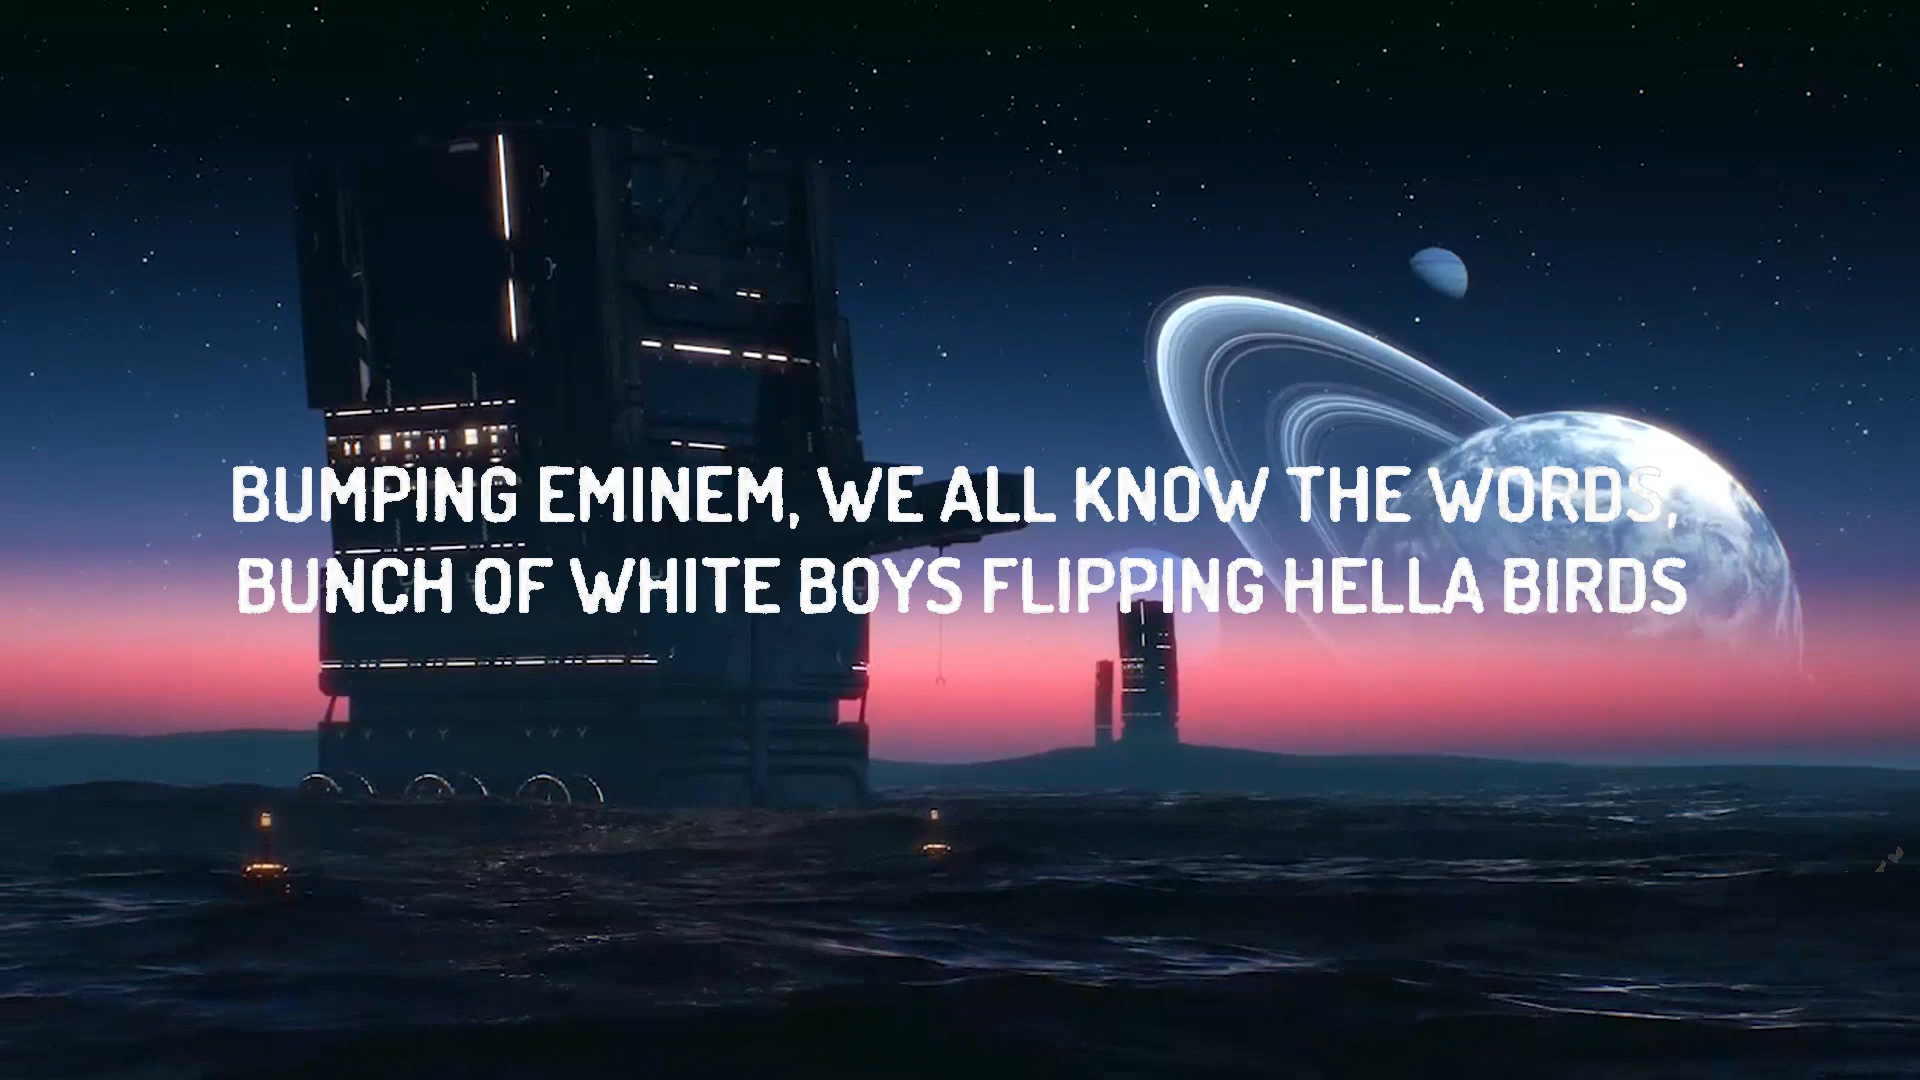 BUMPING EMINEM, WE ALL KNOW THE WORDS,
BUNCH OF WHITE BOYS FLIPPING HELLA BIRDS